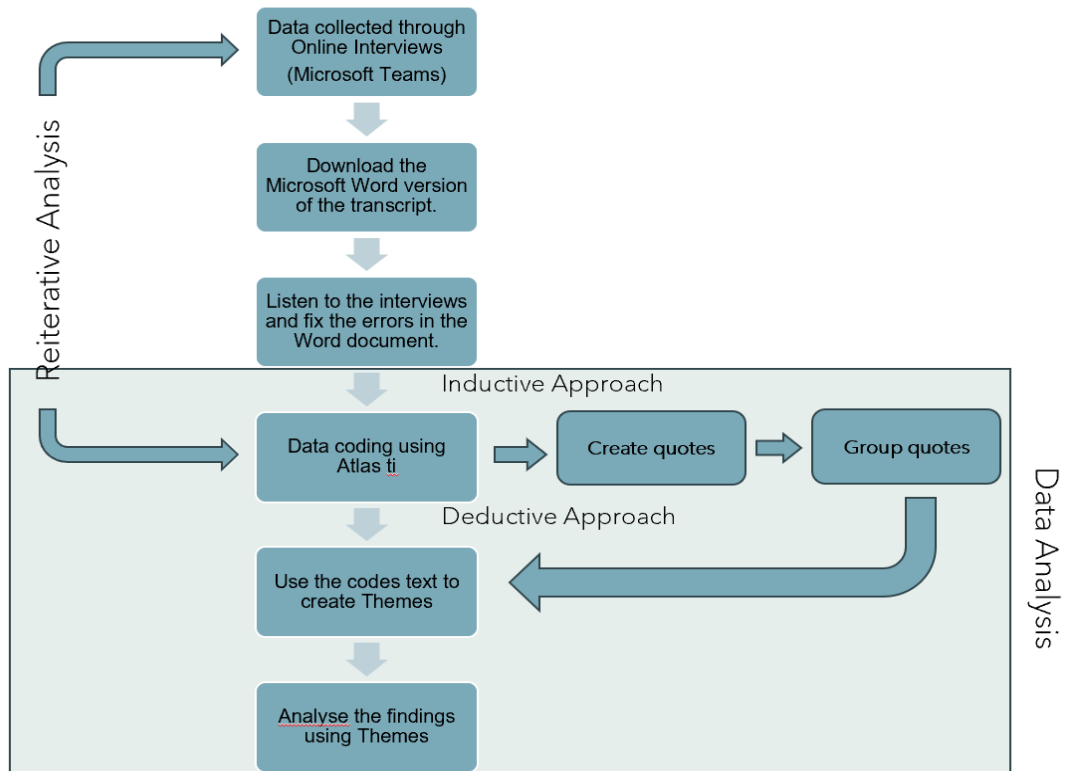 Data collected through
Online Interviews
(Microsoft Teams)
Download the
Microsoft Word version
of the transcript.
Listen to the interviews
and fix the errors in the
Word document.
Reiterative Analysis
Inductive Approach
Data coding using
Atlas ti
Create quotes
Group quotes
Deductive Approach
Use the codes text to
create Themes
Analyse the findings
using Themes
Data Analysis